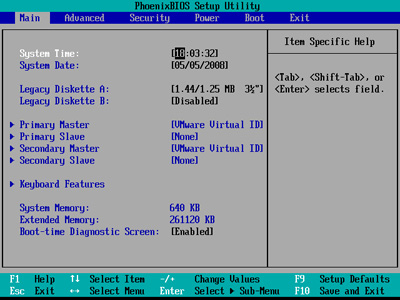 PhoenixBIOS Setup Utility
Main Advanced Security Power Boot Exit
Item Specific Help
System Time: [10:03:32]
System Date: [05/05/2008]
<Tab>, <Shift-Tab>, or
<Enter> selects field.
Legacy Diskette A: [1.44/1.25 MB 3½"]
Legacy Diskette B: [Disabled]
▶ Primary Master [VMware Virtual ID]
▶ Primary Slave [None]
▶ Secondary Master [VMware Virtual ID]
▶ Secondary Slave [None]
▶ Keyboard Features
System Memory: 640 KB
Extended Memory: 261120 KB
Boot-time Diagnostic Screen: [Enabled]
F1 Help ↑↓ Select Item -/+ Change Values F9 Setup Defaults
Esc Exit ↔ Select Menu Enter Select ▶ Sub-Menu F10 Save and Exit